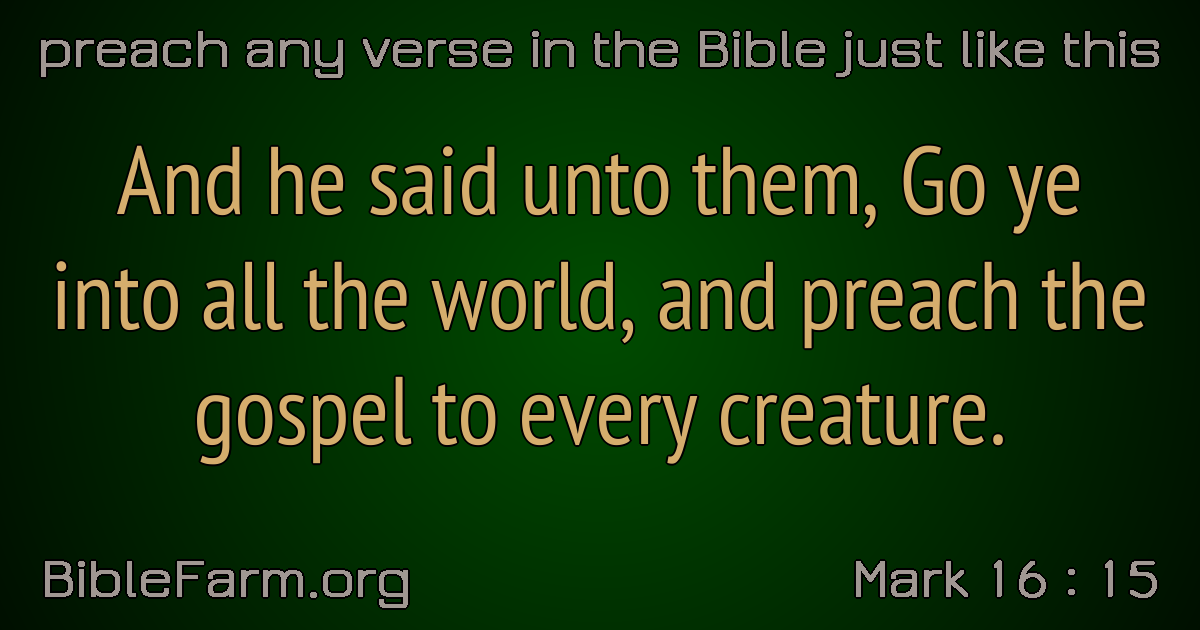 preach any verse in the Bible just like this
And he said unto them, Go ye
into all the world, and preach the
gospel to every creature.
BibleFarm.org
Mark 16 : 15